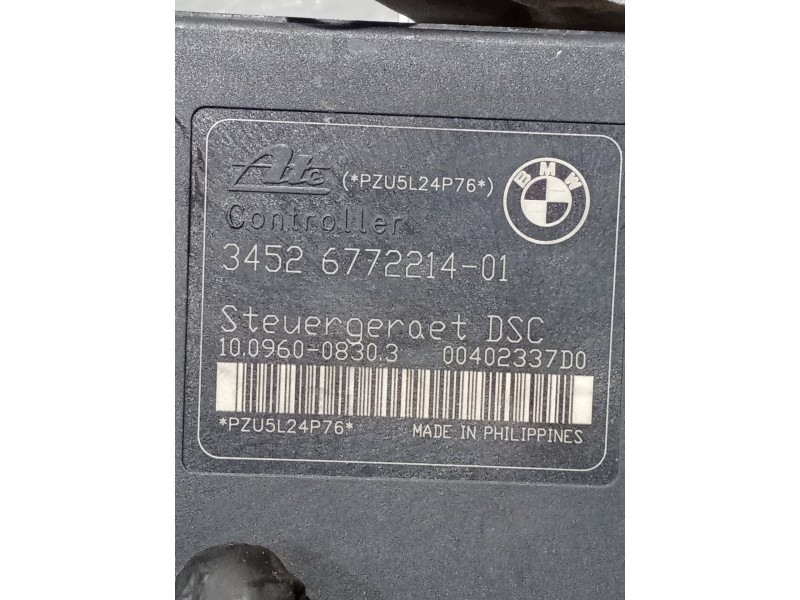 Ate (*PZU5L24P76*) BMW
Controller
3452 6772214-01
Steuergeraet DSC
10.0960-0830.3 00402337D0
*PZU5L24P76* MADE IN PHILIPPINES